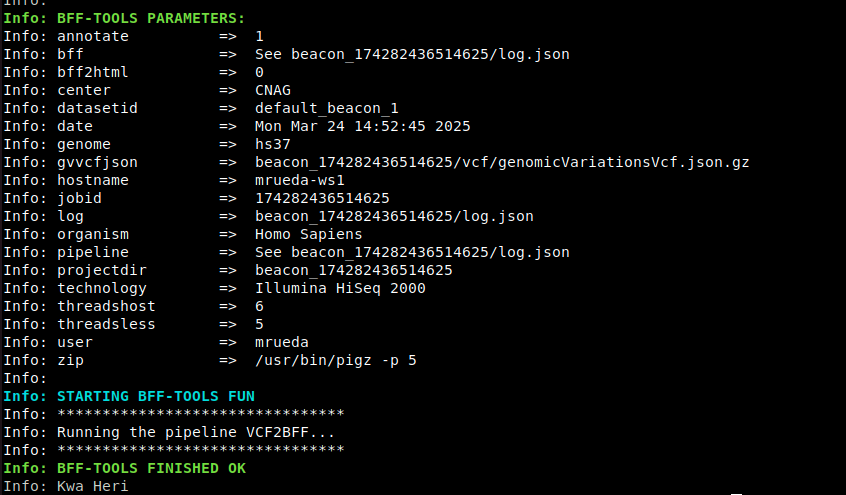 Info:
Info: BFF-TOOLS PARAMETERS:
Info: annotate => 1
Info: bff => See beacon_174282436514625/log.json
Info: bff2html => 0
Info: center => CNAG
Info: datasetid => default_beacon_1
Info: date => Mon Mar 24 14:52:45 2025
Info: genome => hs37
Info: gvvcfjson => beacon_174282436514625/vcf/genomicVariationsVcf.json.gz
Info: hostname => mrueda-ws1
Info: jobid => 174282436514625
Info: log => beacon_174282436514625/log.json
Info: organism => Homo Sapiens
Info: pipeline => See beacon_174282436514625/log.json
Info: projectdir => beacon_174282436514625
Info: technology => Illumina HiSeq 2000
Info: threadshost => 6
Info: threadsless => 5
Info: user => mrueda
Info: zip => /usr/bin/pigz -p 5
Info:
Info: STARTING BFF-TOOLS FUN
Info: ********************************
Info: Running the pipeline VCF2BFF...
Info: ********************************
Info: BFF-TOOLS FINISHED OK
Info: Kwa Heri